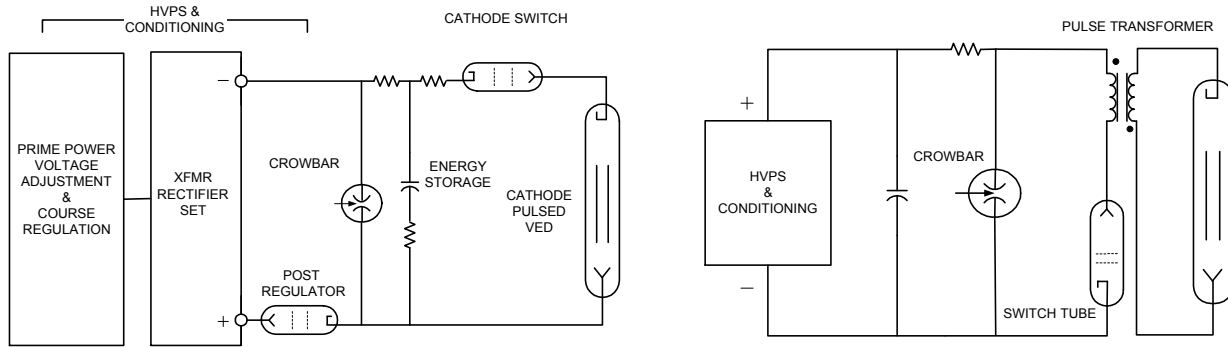 HVPS &
CONDITIONING
CATHODE SWITCH
PRIME POWER
VOLTAGE
ADJUSTMENT
&
COURSE
REGULATION
XFMR
RECTIFIER
SET
−
+
CROWBAR
ENERGY
STORAGE
CATHODE
PULSED
VED
POST
REGULATOR
PULSE TRANSFORMER
+
HVPS
&
CONDITIONING
−
CROWBAR
SWITCH TUBE